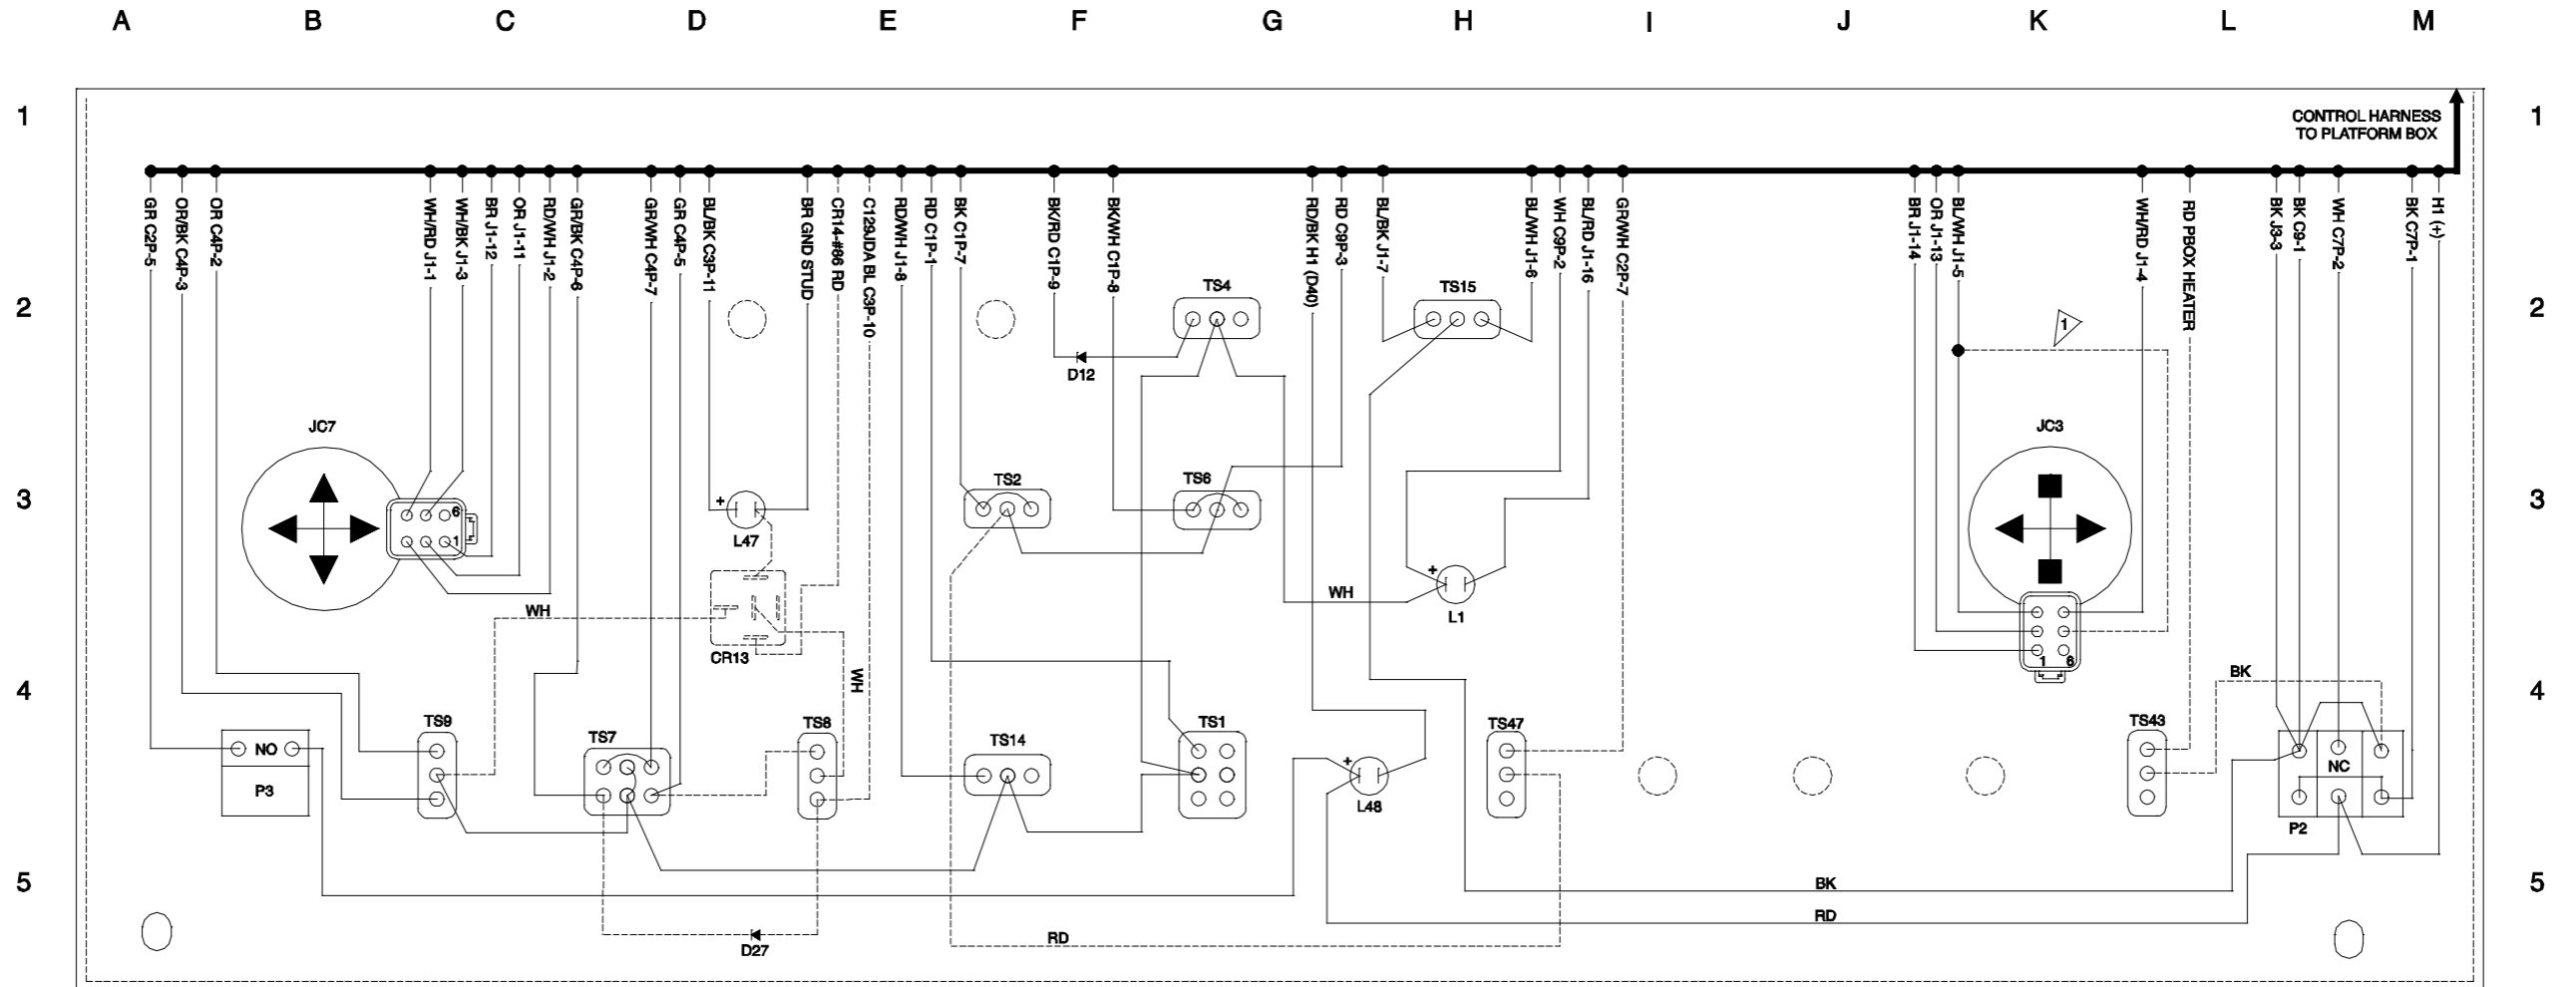 A B C D E F G H I J K L M
1 1
CONTROL HARNESS
TO PLATFORM BOX
GR C2P-5
OR/BK C4P-3
OR C4P-2
WH/RD J1-1
WH/BK J1-3
BR J1-12
OR J1-11
RD/WH J1-2
GR/BK C4P-6
GR/WH C4P-7
GR C4P-5
BL/BK C3P-11
BR GND STUD
CR14-#86 RD
C129JDA BL C3P-10
RD/WH J1-8
RD C1P-1
BK C1P-7
BK/RD C1P-9
BK/WH C1P-8
RD/BK H1 (D40)
RD C9P-3
BL/BK J1-7
BL/WH J1-6
WH C9P-2
BL/RD J1-16
GR/WH C2P-7
BR J1-14
OR J1-13
BL/WH J1-5
WH/RD J1-4
RD PBOX HEATER
BK J3-3
BK C9-1
WH C7P-2
BK C7P-1
H1 (+)
2 2
TS4
TS15
1
D12
JC7
JC3
3 3
TS2
TS6
+
6
1
L47
+
WH
L1
WH
CR13
1 6
4 4
WH
BK
TS9
TS7
TS8
TS14
TS1
TS47
TS43
NO
P3
+
L48
NC
P2
5 5
BK
RD
RD
D27